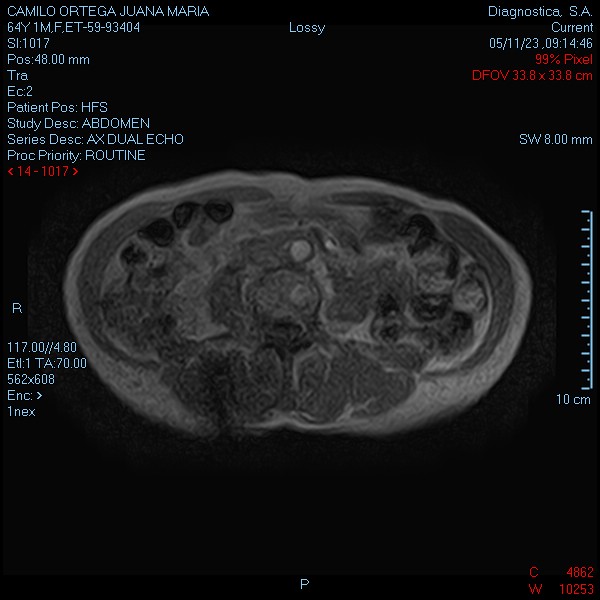 CAMILO ORTEGA JUANA MARIA
64Y 1M,F,ET-59-93404
SI:1017
Pos:48.00 mm
Tra
Ec:2
Patient Pos: HFS
Study Desc: ABDOMEN
Series Desc: AX DUAL ECHO
Proc Priority: ROUTINE
< 14 - 1017 >
Lossy
Diagnostica, S.A.
Current
05/11/23 ,09:14:46
99% Pixel
DFOV 33.8 x 33.8 cm
SW 8.00 mm
R
117.00//4.80
Etl:1 TA:70.00
562x608
Enc: >
1nex
10 cm
P
C 4862
W 10253